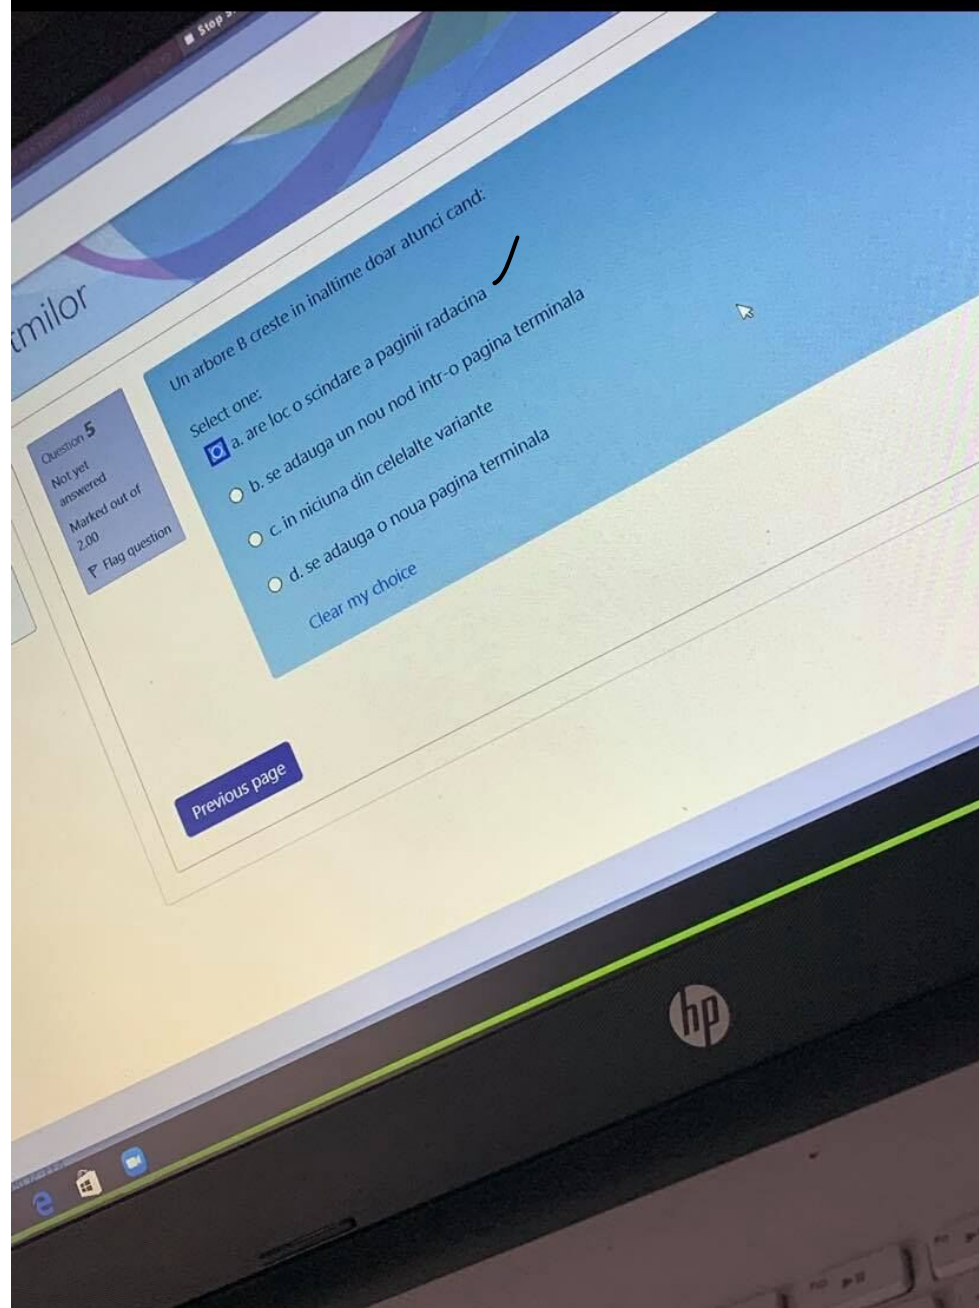 Stop
tmilor
Question 5
Not yet
answered
Marked out of
2.00
Flag question
Un arbore B creste in inaltime doar atunci cand:
Select one:
a. are loc o scindare a paginii radacina
b. se adauga un nou nod intr-o pagina terminala
c. in niciuna din celelalte variante
d. se adauga o noua pagina terminala
Clear my choice
Previous page
hp